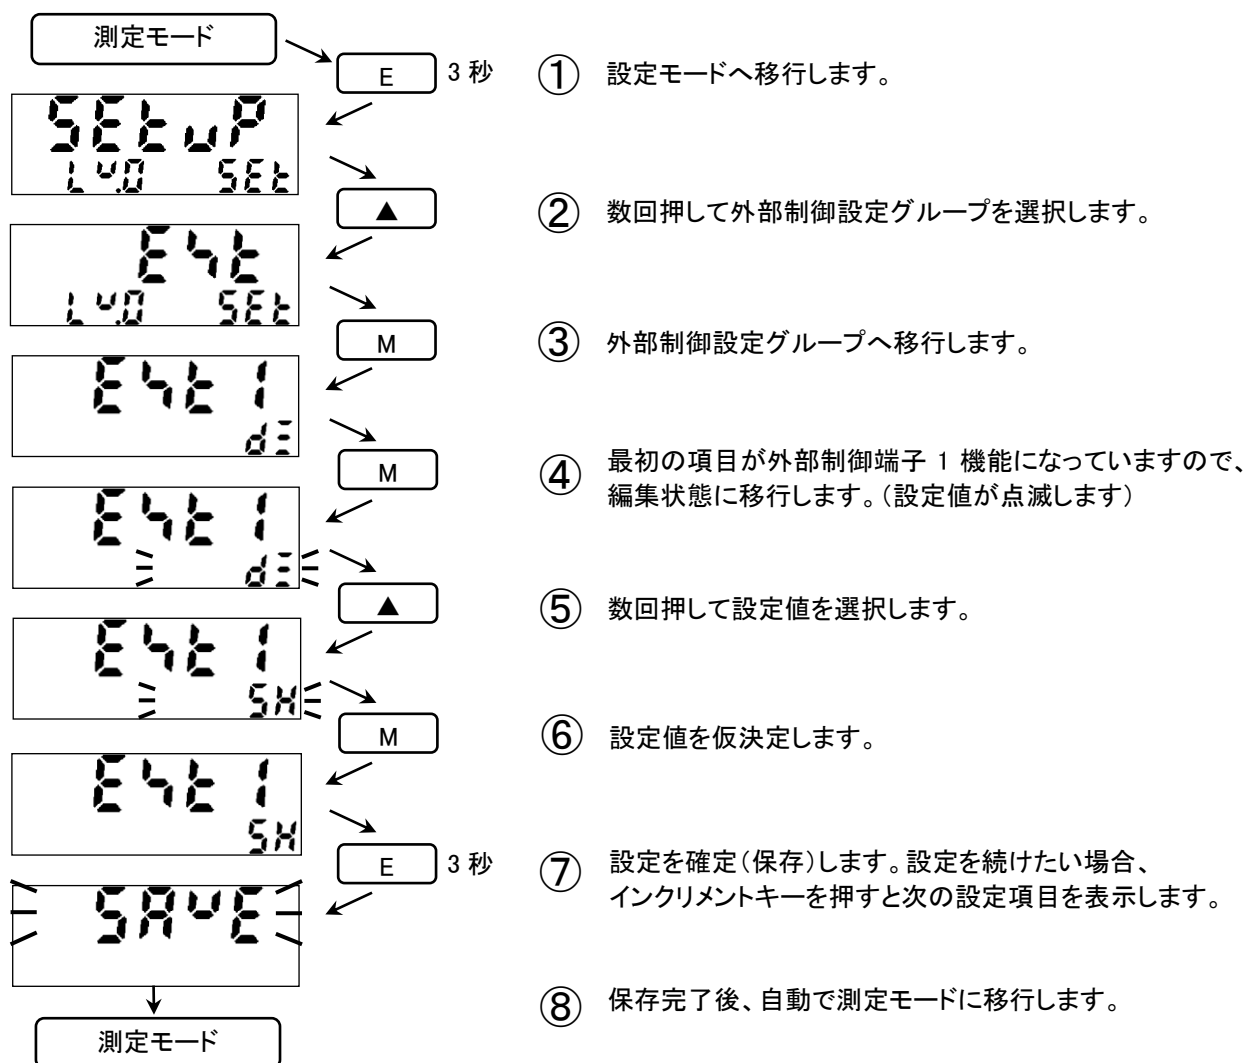 測定モード
E 3 秒 ① 設定モードへ移行します。
SEtuP
Lv.0 SEt
▲ ② 数回押して外部制御設定グループを選択します。
Ext
Lv.0 SEt
M ③ 外部制御設定グループへ移行します。
Ext 1
M ④ 最初の項目が外部制御端子 1 機能になっていますので、
編集状態に移行します。(設定値が点滅します)
Ext 1
▲ ⑤ 数回押して設定値を選択します。
Ext 1
SH
M ⑥ 設定値を仮決定します。
Ext 1
SH
E 3 秒 ⑦ 設定を確定(保存)します。設定を続けたい場合、
インクリメントキーを押すと次の設定項目を表示します。
SAvE
⑧ 保存完了後、自動で測定モードに移行します。
測定モード